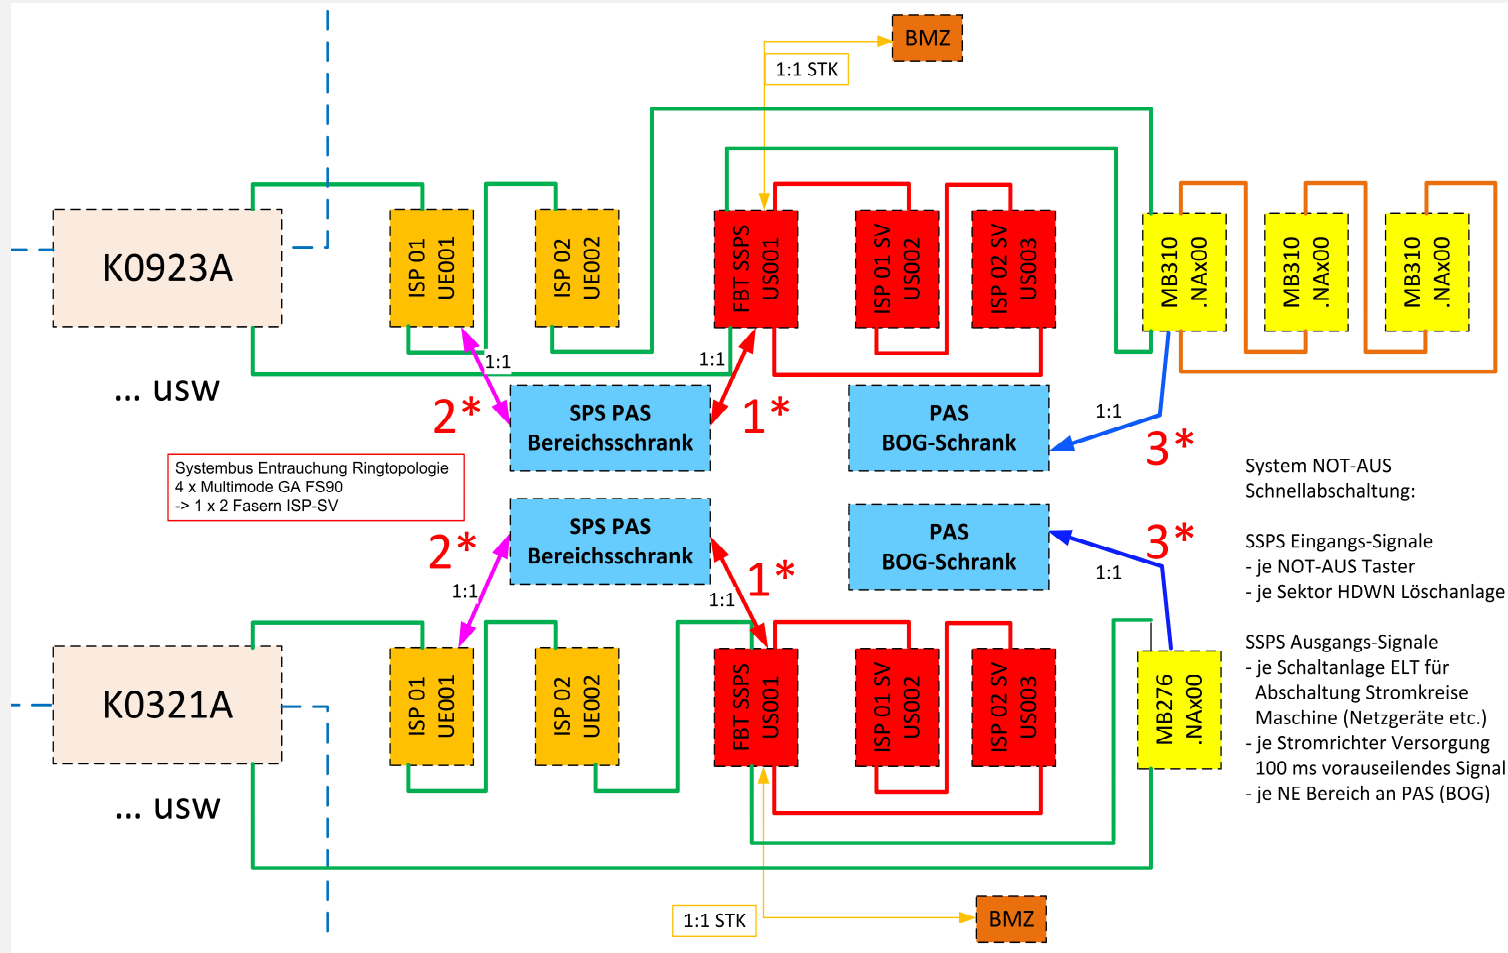 BMZ
1:1 STK
K0923A
... usw
ISP 01
UE001
ISP 02
UE002
FBT SSPS
US001
ISP 01 SV
US002
ISP 02 SV
US003
MB310
.NAx00
MB310
.NAx00
MB310
.NAx00
1:1
1:1
2*
SPS PAS
Bereichsschrank
1*
PAS
BOG-Schrank
1:1
3*
Systembus Entrauchung Ringtopologie
4 x Multimode GA FS90
-> 1 x 2 Fasern ISP-SV
2*
1:1
SPS PAS
Bereichsschrank
1*
1:1
PAS
BOG-Schrank
3*
1:1
System NOT-AUS
Schnellabschaltung:
SSPS Eingangs-Signale
- je NOT-AUS Taster
- je Sektor HDWN Löschanlage
SSPS Ausgangs-Signale
- je Schaltanlage ELT für
Abschaltung Stromkreise
Maschine (Netzgeräte etc.)
- je Stromrichter Versorgung
100 ms vorauseilendes Signal
- je NE Bereich an PAS (BOG)
K0321A
... usw
ISP 01
UE001
ISP 02
UE002
FBT SSPS
US001
ISP 01 SV
US002
ISP 02 SV
US003
MB276
.NAx00
1:1 STK
BMZ